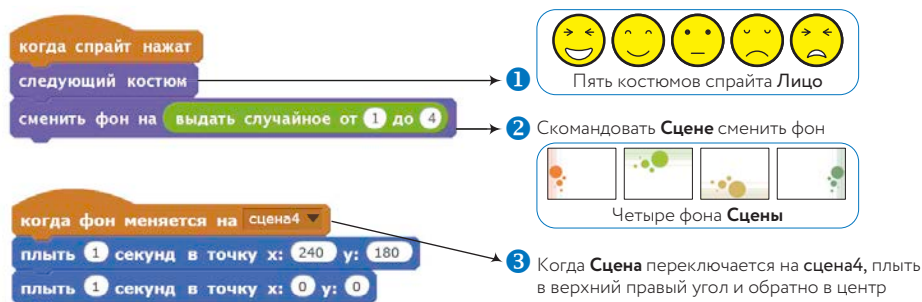 когда спрайт нажат
следующий костюм
сменить фон на выдать случайное от 1 до 4
1 Пять костюмов спрайта Лицо
2 Скомандовать Сцене сменить фон
Четыре фона Сцены
когда фон меняется на сцена4
плыть 1 секунд в точку x: 240 y: 180
плыть 1 секунд в точку x: 0 y: 0
3 Когда Сцена переключается на сцена4, плыть
в верхний правый угол и обратно в центр